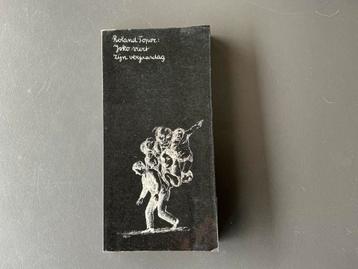 Roland Topor:
Joko viert
zijn verjaardag